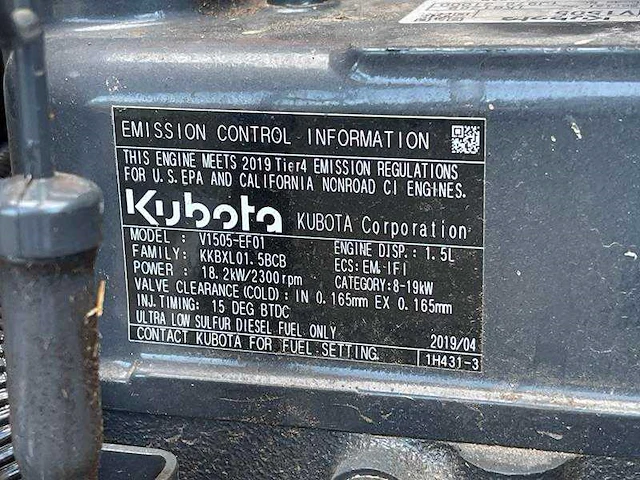 Kubota
EMISSION CONTROL INFORMATION
THIS ENGINE MEETS 2019 Tier4 EMISSION REGULATIONS
FOR U.S.EPA AND CALIFORNIA NONROAD CI ENGINES.
Kubota KUBOTA Corporation
MODEL : V1505-EF01 ENGINE DISP.: 1.5L
FAMILY: KKBXL01.5BCB ECS: EM, IFI
POWER : 18.2kW/2300rpm CATEGORY:8-19kW
VALVE CLEARANCE (COLD) : IN 0.165mm EX 0.165mm
INJ.TIMING: 15 DEG BTDC
ULTRA LOW SULFUR DIESEL FUEL ONLY 2019/04
CONTACT KUBOTA FOR FUEL SETTING. 1H431-3